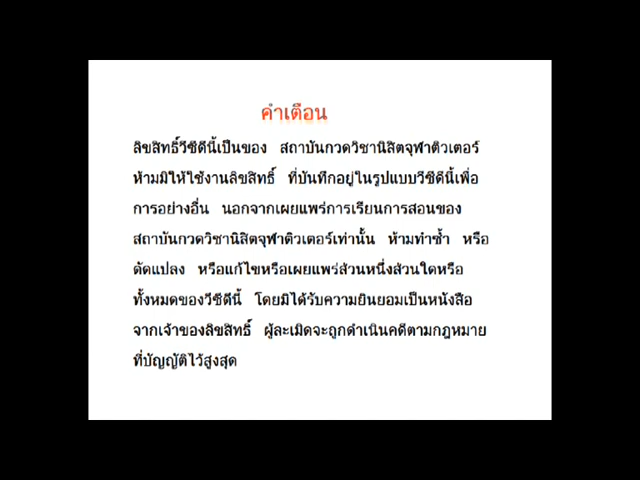 คำเตือน
ลิขสิทธิ์วีซีดีนี้เป็นของ สถาบันกวดวิชานิสิตจุฬาติวเตอร์
ห้ามมิให้ใช้งานลิขสิทธิ์ ที่บันทึกอยู่ในรูปแบบวีซีดีนี้เพื่อ
การอย่างอื่น นอกจากเผยแพร่การเรียนการสอนของ
สถาบันกวดวิชานิสิตจุฬาติวเตอร์เท่านั้น ห้ามทำซ้ำ หรือ
ดัดแปลง หรือแก้ไขหรือเผยแพร่ส่วนหนึ่งส่วนใดหรือ
ทั้งหมดของวีซีดีนี้ โดยมิได้รับความยินยอมเป็นหนังสือ
จากเจ้าของลิขสิทธิ์ ผู้ละเมิดจะถูกดำเนินคดีตามกฎหมาย
ที่บัญญัติไว้สูงสุด